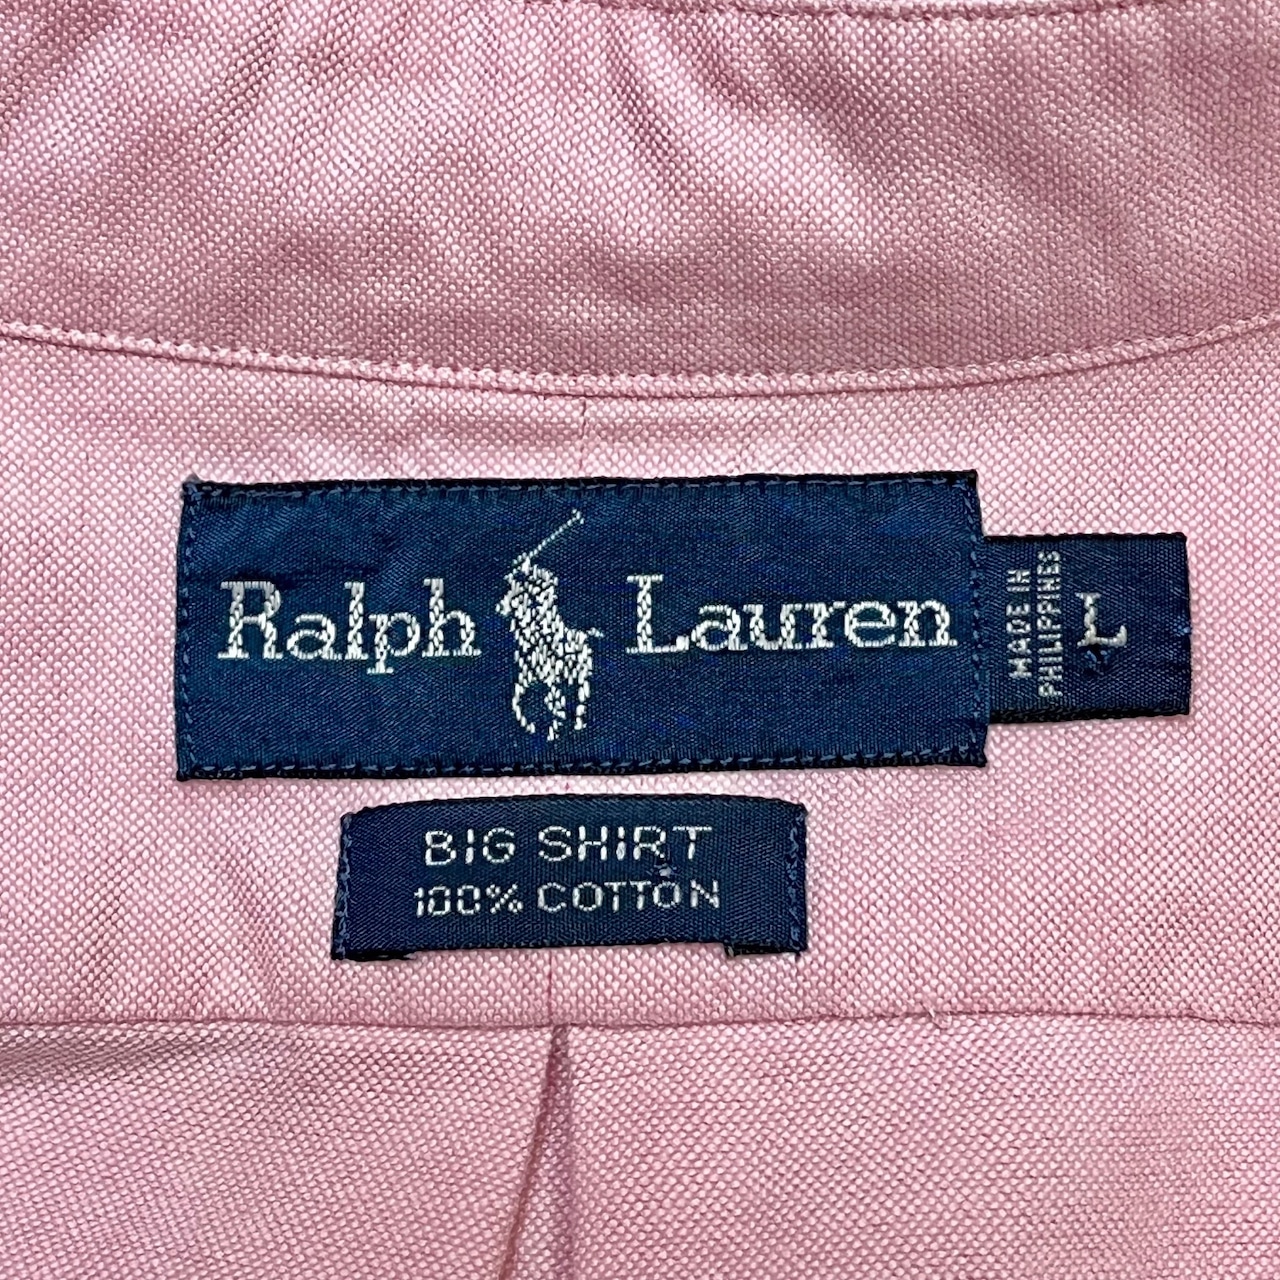 Ralph Lauren
MADE IN
PHILIPPINES
L
BIG SHIRT
100% COTTON